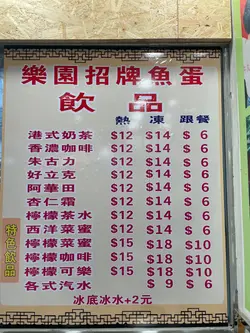 樂園招牌魚蛋
飲品
熱 凍 跟餐
港式奶茶 $12 $14 $6
香濃咖啡 $12 $14 $6
朱古力 $12 $14 $6
好立克 $12 $14 $6
阿華田 $12 $14 $6
杏仁霜 $12 $14 $6
檸檬茶水 $12 $14 $6
西洋菜蜜 $12 $14 $6
特色飲品
檸檬菜蜜 $15 $18 $10
檸檬咖啡 $15 $18 $10
檸檬可樂 $15 $18 $10
各式汽水 $9 $6
冰底冰水+2元